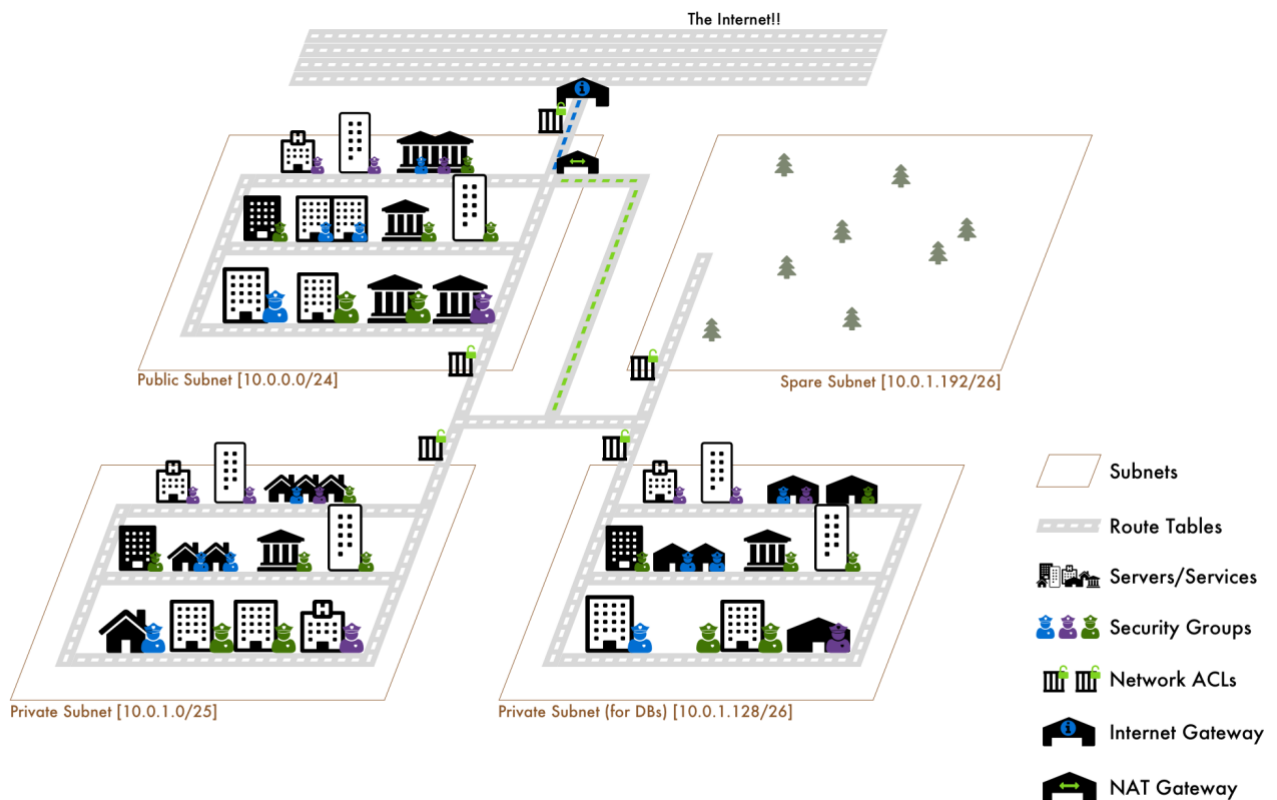 The Internet!!
Public Subnet [10.0.0.0/24]
Spare Subnet [10.0.1.192/26]
Private Subnet [10.0.1.0/25]
Private Subnet (for DBs) [10.0.1.128/26]
Subnets
Route Tables
Servers/Services
Security Groups
Network ACLs
Internet Gateway
NAT Gateway